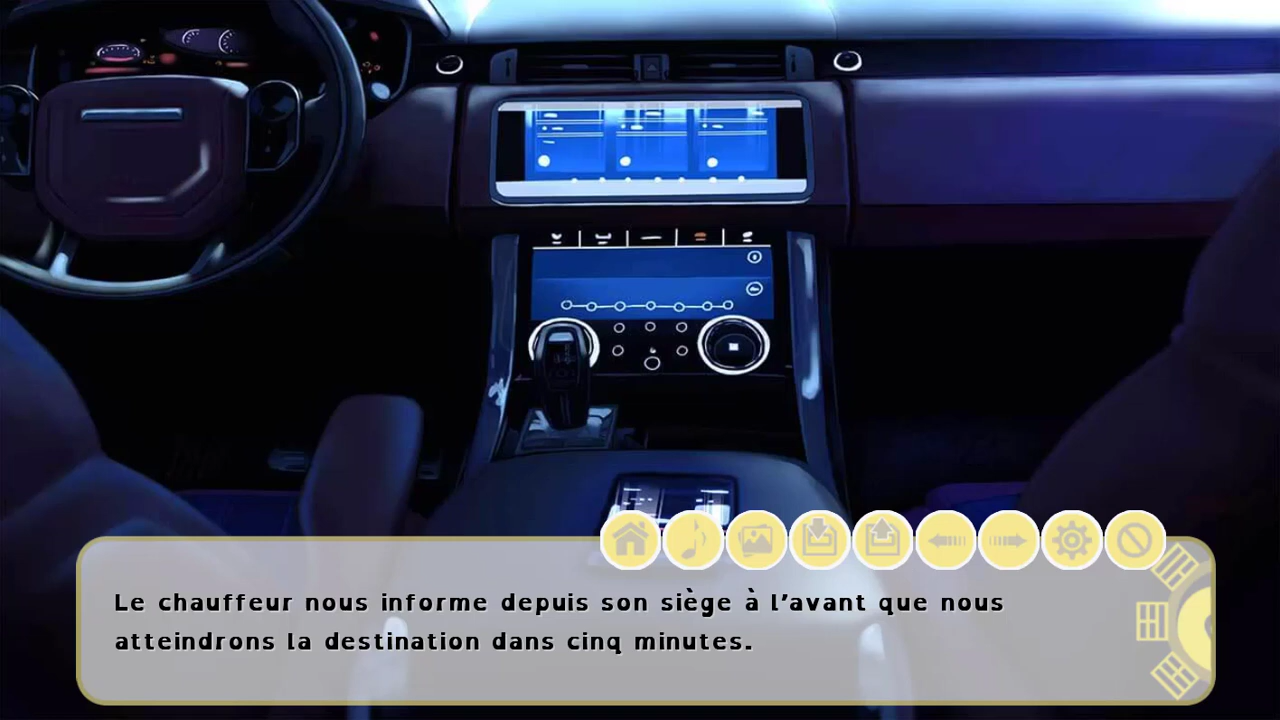 Le chauffeur nous informe depuis son siège à l'avant que nous
atteindrons la destination dans cinq minutes.